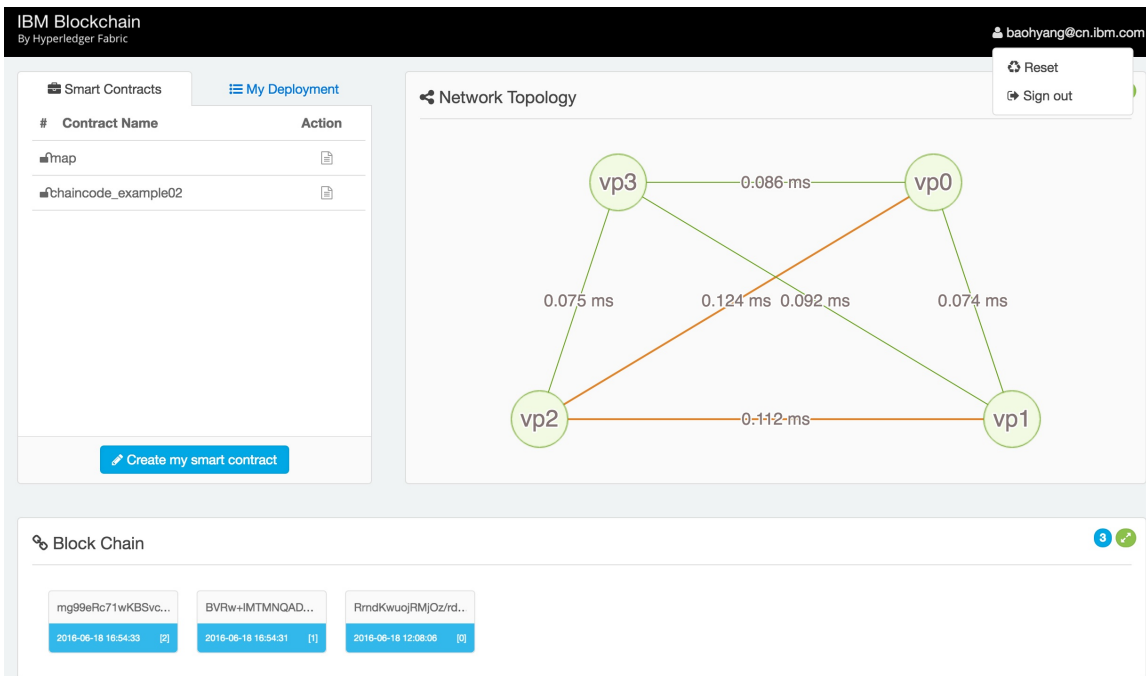 IBM Blockchain
By Hyperledger Fabric
baohyang@cn.ibm.com
Reset
Sign out
Smart Contracts
My Deployment
# Contract Name Action
map
chaincode_example02
Create my smart contract
Network Topology
vp3
0.086 ms
vp0
0.075 ms
0.124 ms
0.092 ms
0.074 ms
vp2
0.112 ms
vp1
Block Chain
3
mg99eRc71wKBSvc...
2016-06-18 16:54:33 [2]
BVRw+IMTMNQAD...
2016-06-18 16:54:31 [1]
RrndKwuojRMjOz/rd..
2016-06-18 12:08:06 [0]